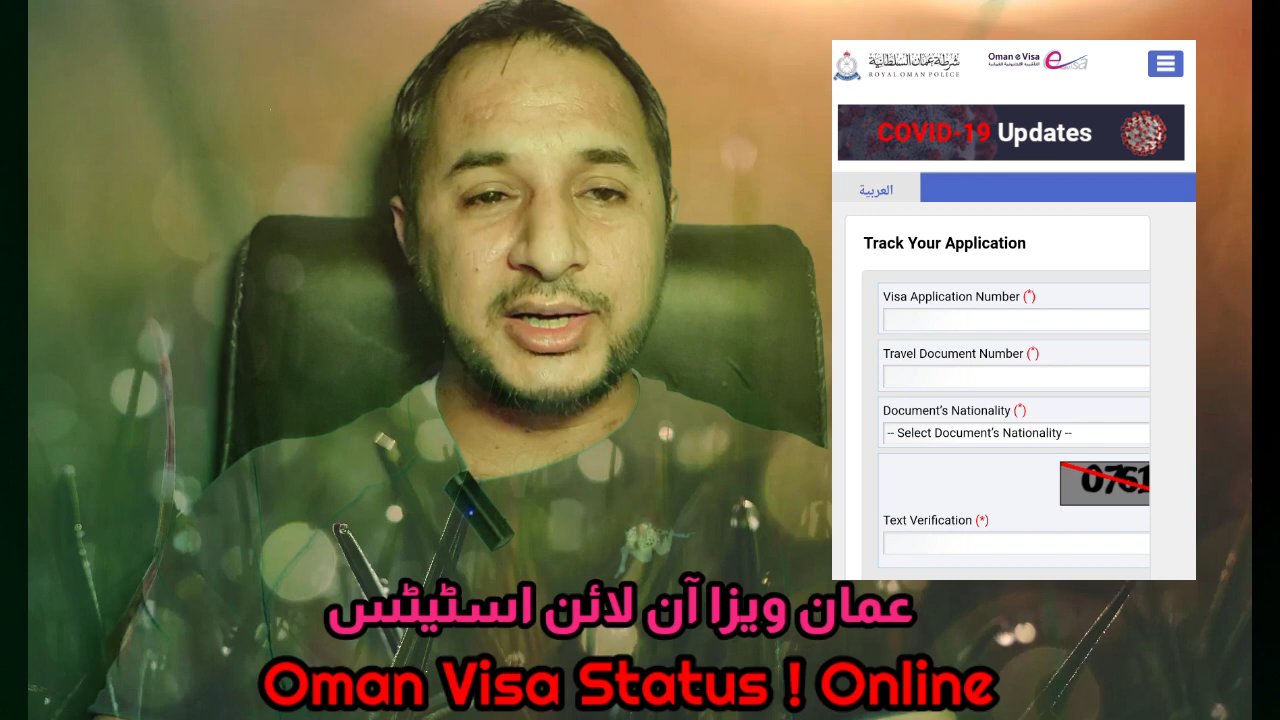 شرطة عمان السلطانية
ROYAL OMAN POLICE
Oman e Visa
COVID-19 Updates
العربية
Track Your Application
Visa Application Number (*)
Travel Document Number (*)
Document's Nationality (*)
-- Select Document's Nationality --
Text Verification (*)
عمان ویزا آن لائن اسٹیٹس
Oman Visa Status ! Online